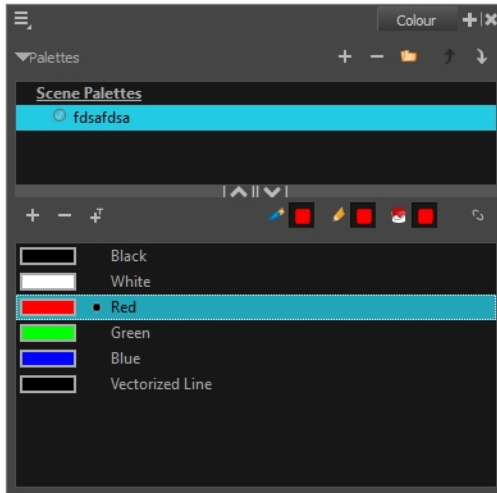 Colour
Palettes
Scene Palettes
fdsafdsa
Black
White
Red
Green
Blue
Vectorized Line